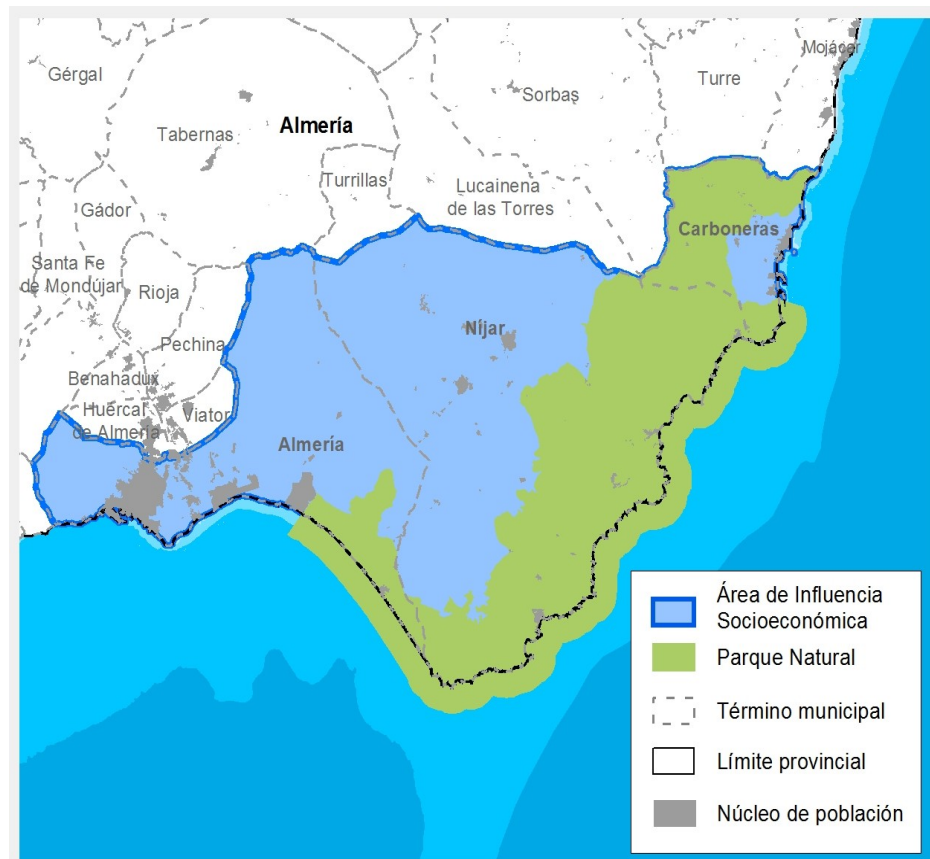 Mojácar
Gérgal
Turre
Sorbas
Almería
Tabernas
Turrillas
Lucainena
de las Torres
Gádor
Carboneras
Santa Fe
de Mondújar
Rioja
Níjar
Pechina
Benahadux
Huércal
de Almería
Viator
Almería
Área de Influencia
Socioeconómica
Parque Natural
Término municipal
Límite provincial
Núcleo de población